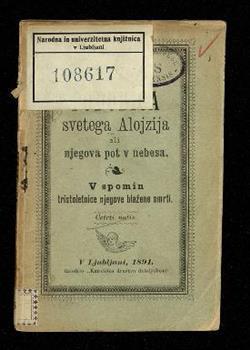 Narodna in univerzitetna knjižnica
v Ljubljani
108617
svetega Alojzija
ali
njegova pot v nebesa.
V spomin
tristoletnice njegove blažene smrti.
Četrti natis.
V Ljubljani, 1891.